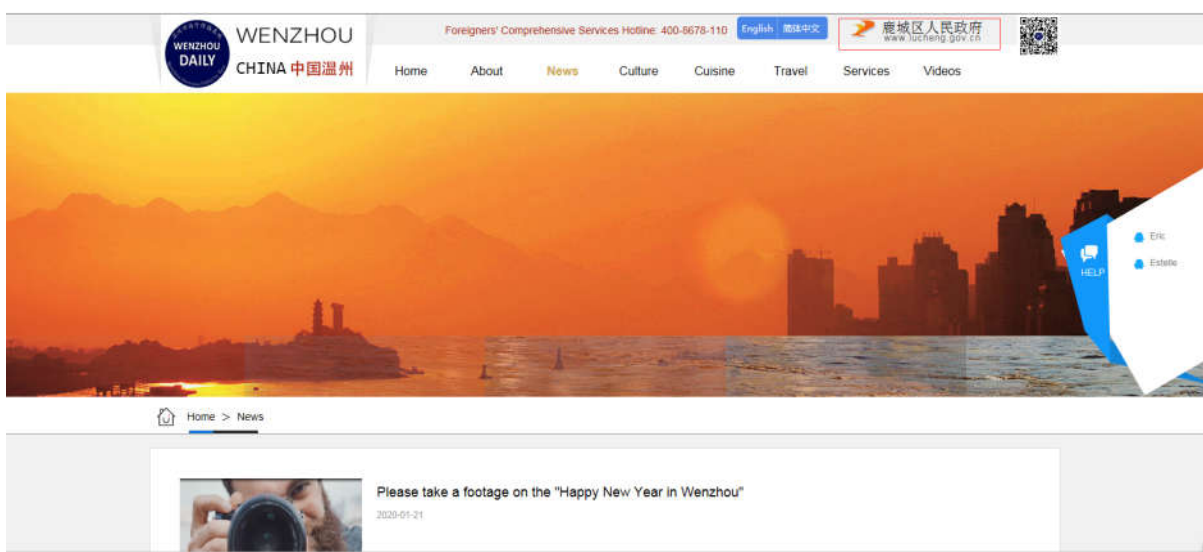 WENZHOU
DAILY
WENZHOU
CHINA 中国温州
Foreigners' Comprehensive Services Hotline: 400-8678-110
English 简体中文
鹿城区人民政府
www.lucheng.gov.cn
Home About News Culture Cuisine Travel Services Videos
HELP
Eric
Estelle
Home > News
Please take a footage on the "Happy New Year in Wenzhou"
2020-01-21